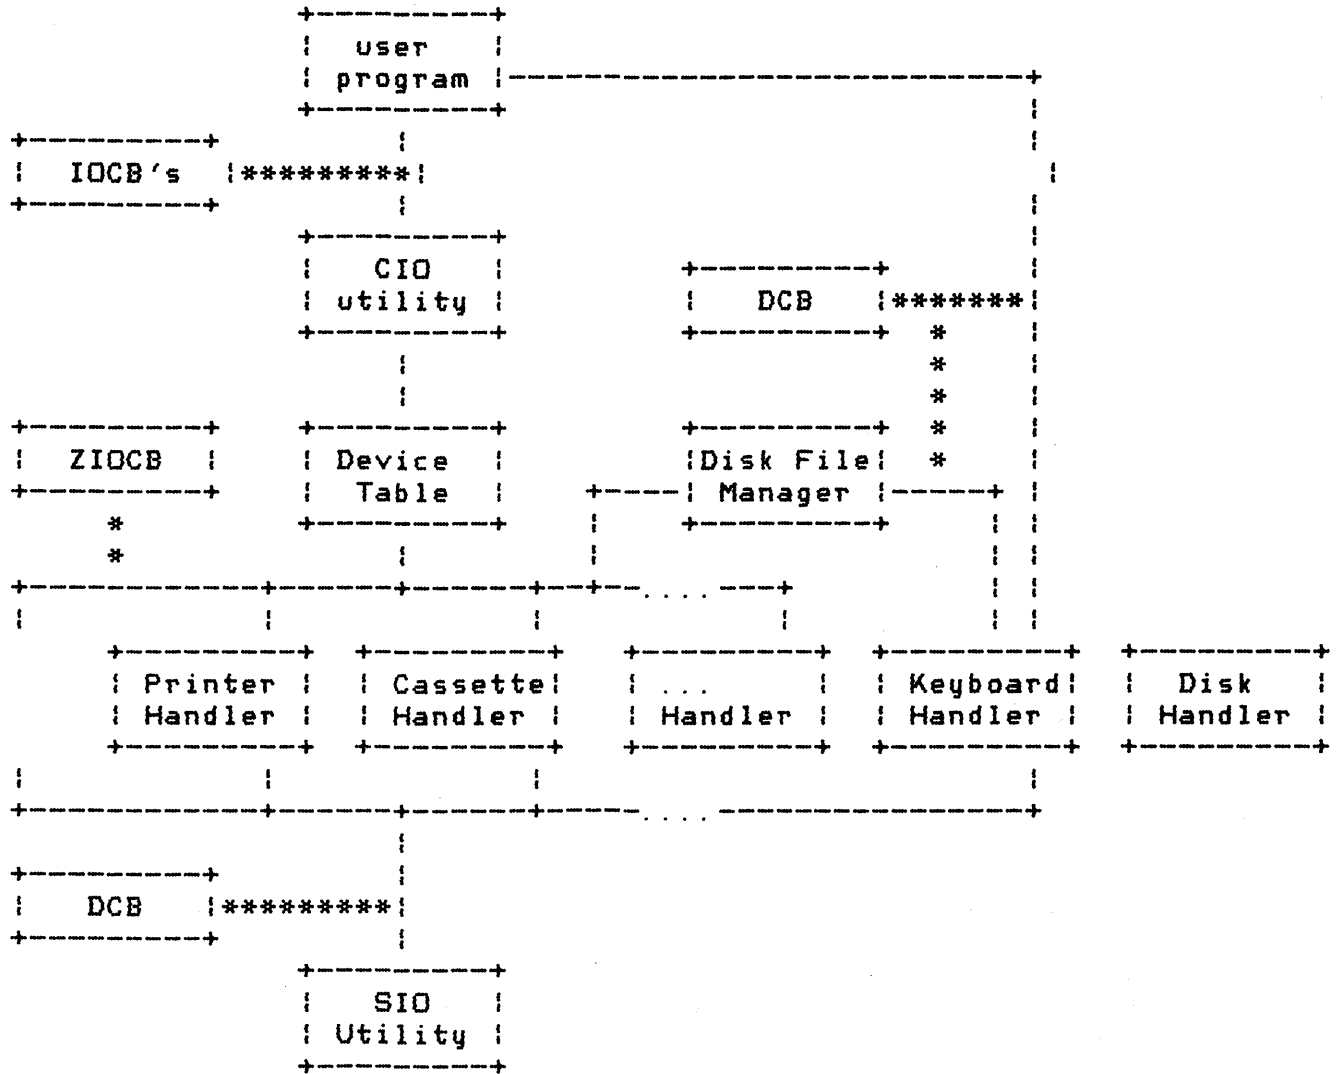 user
program
IOCB's
CIO
utility
DCB
ZIOCB
Device
Table
Disk File
Manager
....
Printer
Handler
Cassette
Handler
...
Handler
Keyboard
Handler
Disk
Handler
....
DCB
SIO
Utility